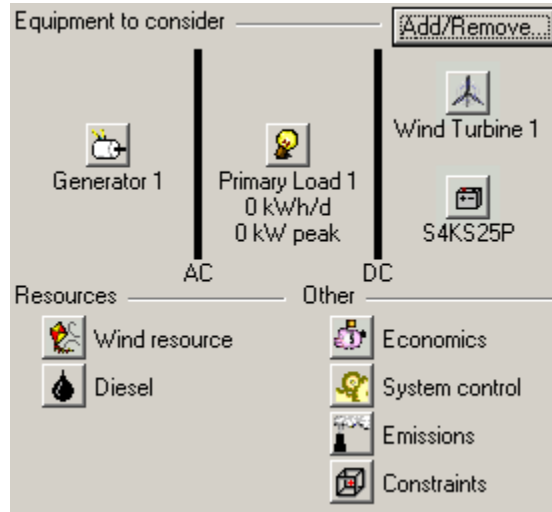 Equipment to consider
Add/Remove...
Generator 1
Primary Load 1
0 kWh/d
0 kW peak
Wind Turbine 1
S4KS25P
AC
DC
Resources
Other
Wind resource
Economics
Diesel
System control
Emissions
Constraints